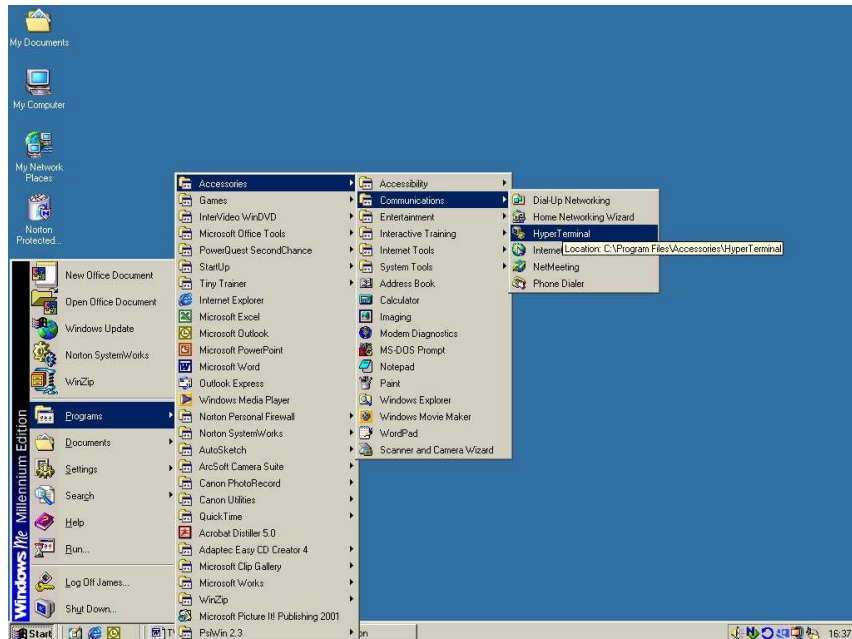 My Documents
My Computer
My Network
Places
Norton
Protected...
New Office Document
Open Office Document
Windows Update
Norton SystemWorks
WinZip
Programs
Documents
Settings
Search
Help
Run...
Log Off James...
Shut Down...
Windows Me Millennium Edition
Accessories
Games
InterVideo WinDVD
Microsoft Office Tools
PowerQuest SecondChance
StartUp
Tiny Trainer
Internet Explorer
Microsoft Excel
Microsoft Outlook
Microsoft PowerPoint
Microsoft Word
Outlook Express
Windows Media Player
Norton Personal Firewall
Norton SystemWorks
AutoSketch
ArcSoft Camera Suite
Canon PhotoRecord
Canon Utilities
QuickTime
Acrobat Distiller 5.0
Adaptec Easy CD Creator 4
Microsoft Clip Gallery
Microsoft Works
WinZip
Microsoft Picture It! Publishing 2001
PsiWin 2.3
Accessibility
Communications
Entertainment
Interactive Training
Internet Tools
System Tools
Address Book
Calculator
Imaging
Modem Diagnostics
MS-DOS Prompt
Notepad
Paint
Windows Explorer
Windows Movie Maker
WordPad
Scanner and Camera Wizard
Dial-Up Networking
Home Networking Wizard
HyperTerminal
Internet
Location: C:\Program Files\Accessories\HyperTerminal
NetMeeting
Phone Dialer
Start
16:37